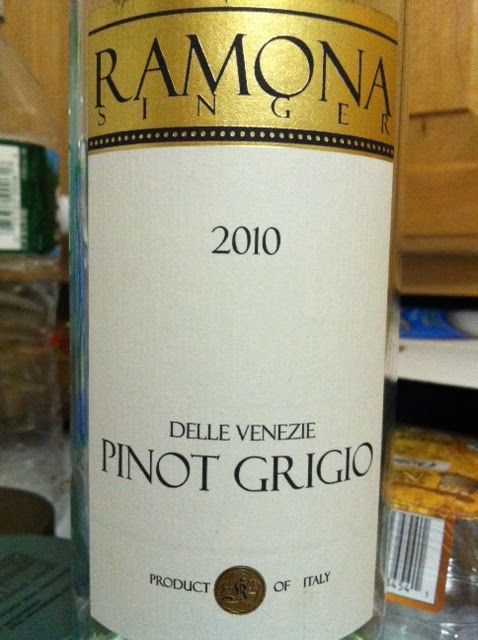 RAMONA
SINGER
2010
DELLE VENEZIE
PINOT GRIGIO
PRODUCT OF ITALY